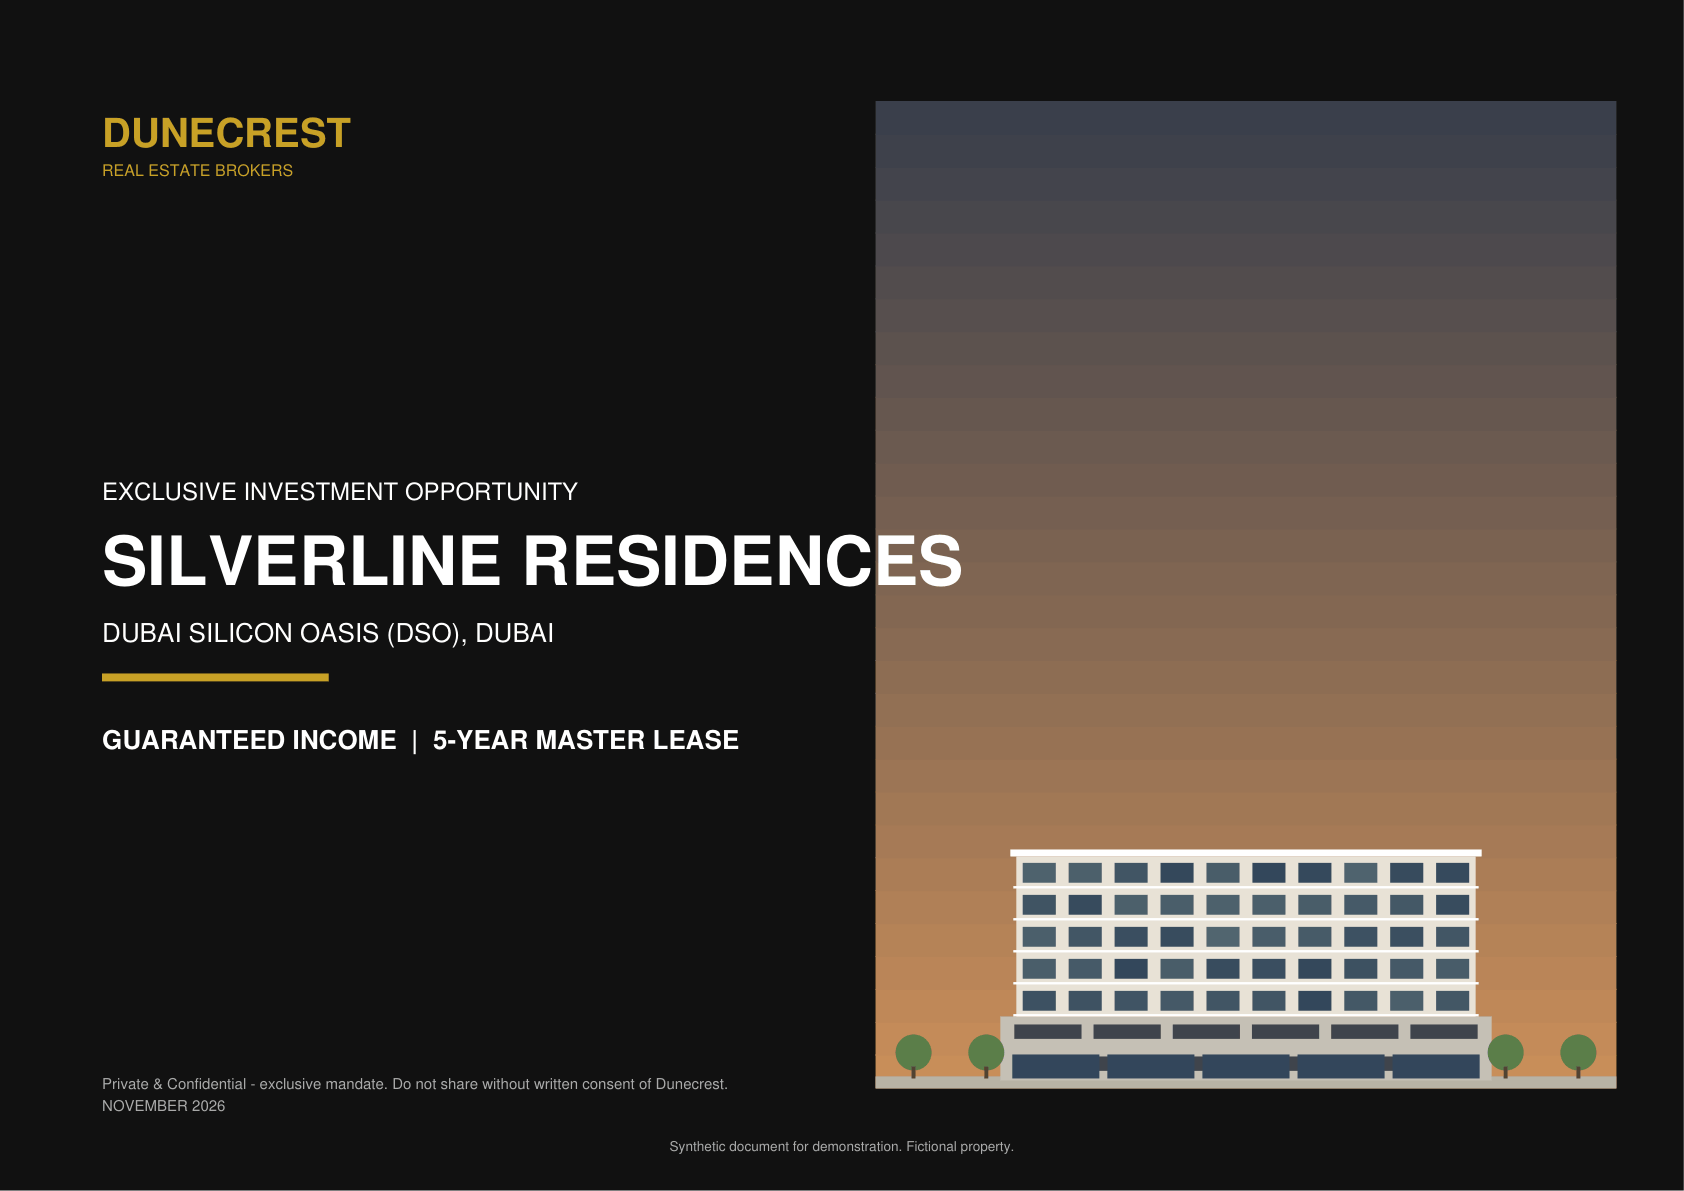 DUNECREST
REAL ESTATE BROKERS
EXCLUSIVE INVESTMENT OPPORTUNITY
SILVERLINE RESIDENCES
DUBAI SILICON OASIS (DSO), DUBAI
GUARANTEED INCOME | 5-YEAR MASTER LEASE
Private & Confidential - exclusive mandate. Do not share without written consent of Dunecrest.
NOVEMBER 2026
Synthetic document for demonstration. Fictional property.